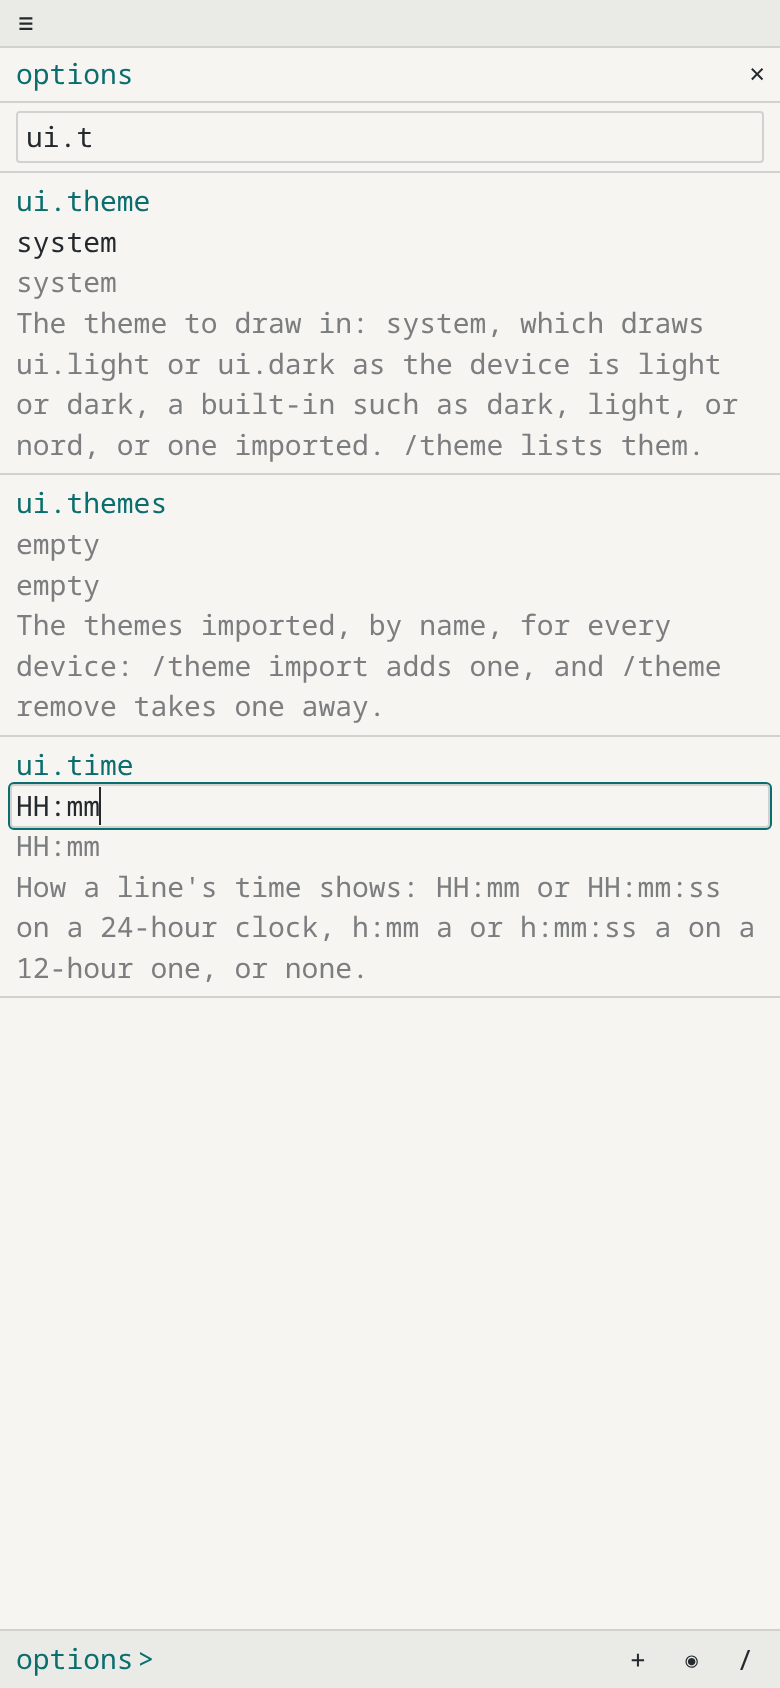 ≡
options ×
ui.t
ui.theme
system
system
The theme to draw in: system, which draws
ui.light or ui.dark as the device is light
or dark, a built-in such as dark, light, or
nord, or one imported. /theme lists them.
ui.themes
empty
empty
The themes imported, by name, for every
device: /theme import adds one, and /theme
remove takes one away.
ui.time
HH:mm
HH:mm
How a line's time shows: HH:mm or HH:mm:ss
on a 24-hour clock, h:mm a or h:mm:ss a on a
12-hour one, or none.
options> + ◉ /